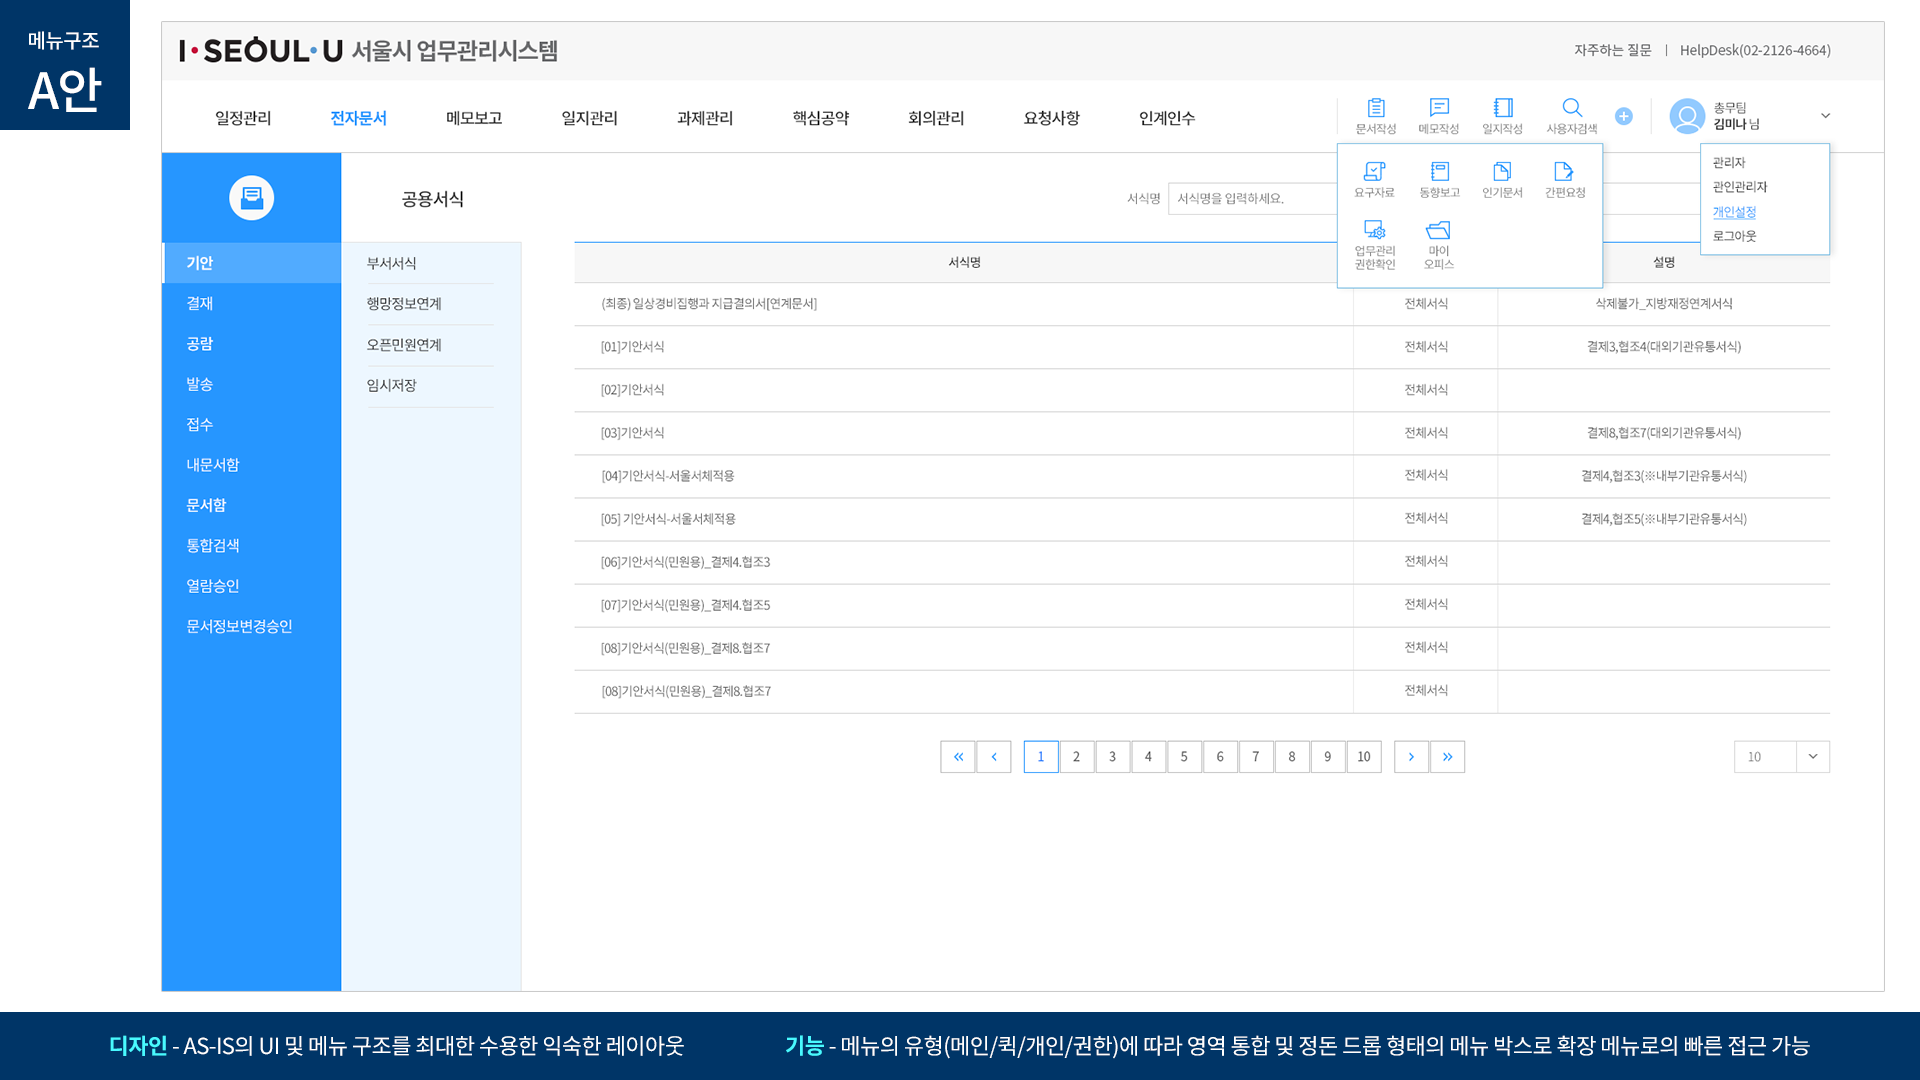 메뉴구조
A안
I·SEOUL·U 서울시 업무관리시스템
자주하는 질문 | HelpDesk(02-2126-4664)
일정관리 전자문서 메모보고 일지관리 과제관리 핵심공약 회의관리 요청사항 인계인수
문서작성 메모작성 일지작성 사용자검색
총무팀
김미나 님
요구자료 동향보고 인기문서 간편요청
업무관리
권한확인
마이
오피스
관리자
관인관리자
개인설정
로그아웃
공용서식
서식명 서식명을 입력하세요.
기안
결재
공람
발송
접수
내문서함
문서함
통합검색
열람승인
문서정보변경승인
부서서식
행망정보연계
오픈민원연계
임시저장
서식명 설명
(최종) 일상경비집행과 지급결의서[연계문서] 전체서식 삭제불가_지방재정연계서식
[01]기안서식 전체서식 결제3,협조4(대외기관유통서식)
[02]기안서식 전체서식
[03]기안서식 전체서식 결제8,협조7(대외기관유통서식)
[04]기안서식-서울서체적용 전체서식 결제4,협조3(※내부기관유통서식)
[05] 기안서식-서울서체적용 전체서식 결제4,협조5(※내부기관유통서식)
[06]기안서식(민원용)_결제4.협조3 전체서식
[07]기안서식(민원용)_결제4.협조5 전체서식
[08]기안서식(민원용)_결제8.협조7 전체서식
[08]기안서식(민원용)_결제8.협조7 전체서식
« ‹ 1 2 3 4 5 6 7 8 9 10 › »
10
디자인 - AS-IS의 UI 및 메뉴 구조를 최대한 수용한 익숙한 레이아웃
기능 - 메뉴의 유형(메인/퀵/개인/권한)에 따라 영역 통합 및 정돈 드롭 형태의 메뉴 박스로 확장 메뉴로의 빠른 접근 가능